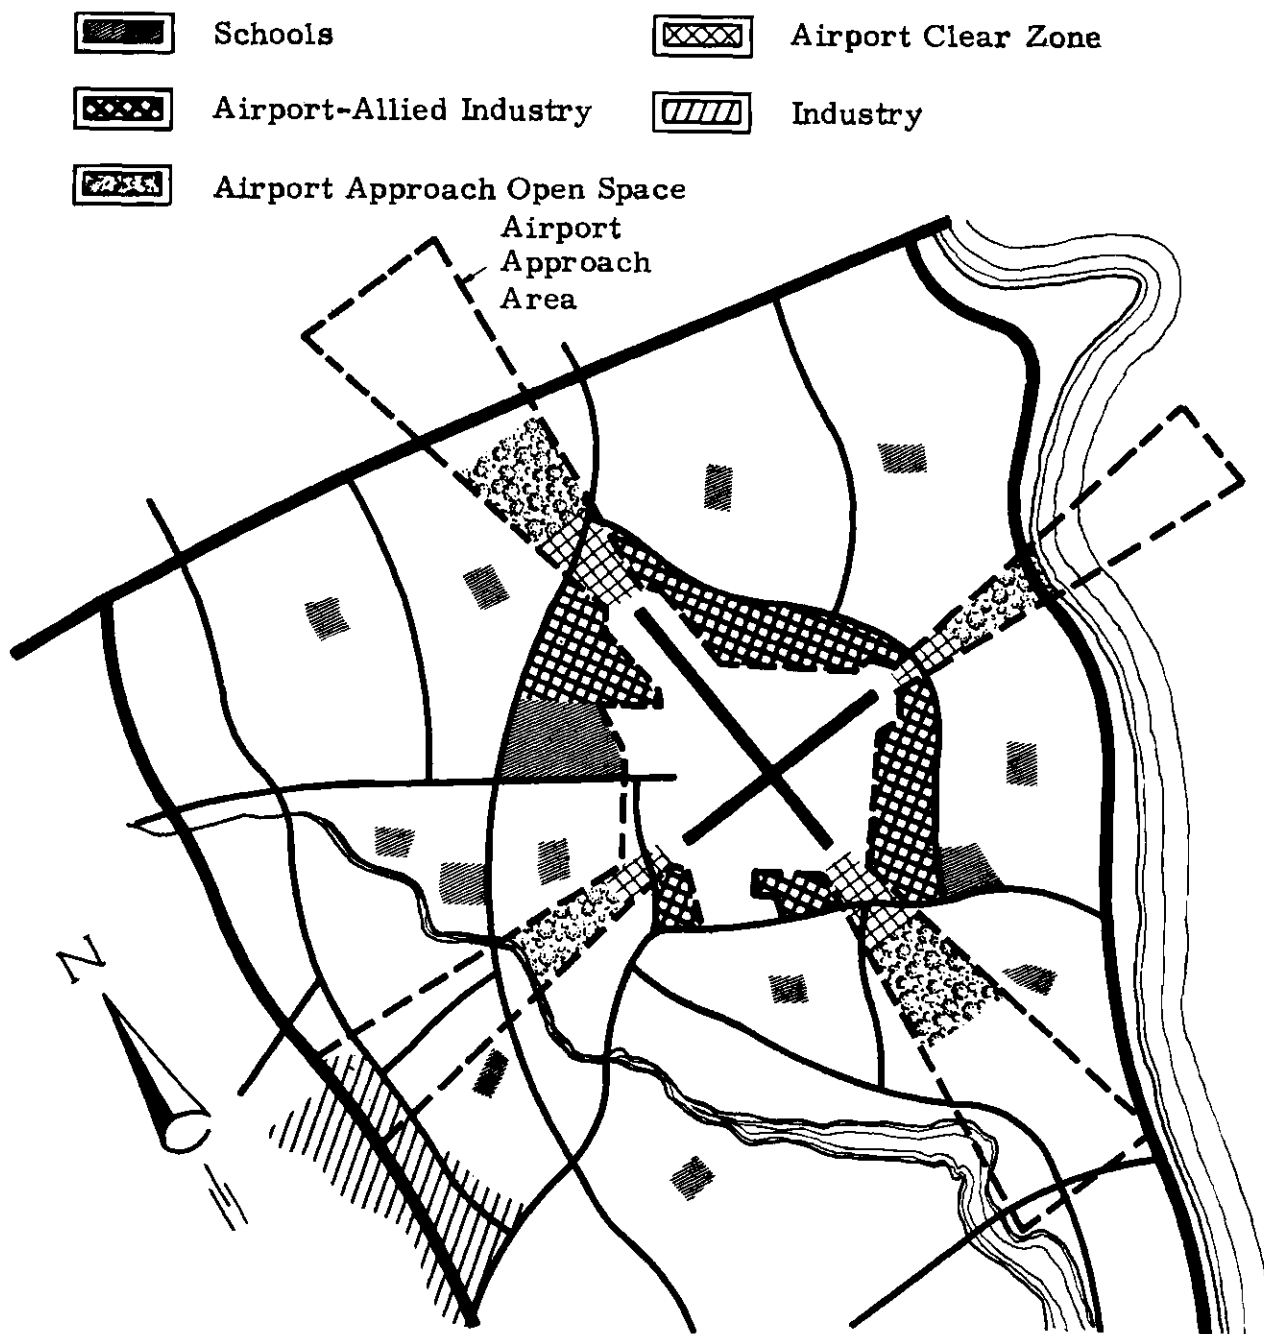 Schools
Airport Clear Zone
Airport-Allied Industry
Industry
Airport Approach Open Space
Airport
Approach
Area
N